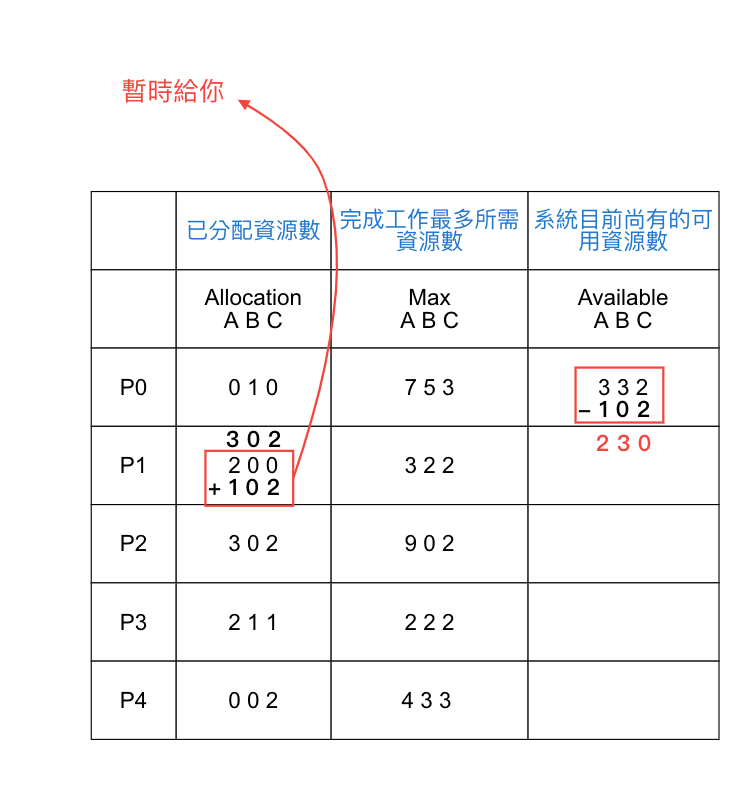 暫時給你
已分配資源數
完成工作最多所需
資源數
系統目前尚有的可
用資源數
Allocation
A B C
Max
A B C
Available
A B C
P0
0 1 0
7 5 3
3 3 2
– 1 0 2
2 3 0
P1
3 0 2
2 0 0
+ 1 0 2
3 2 2
P2
3 0 2
9 0 2
P3
2 1 1
2 2 2
P4
0 0 2
4 3 3